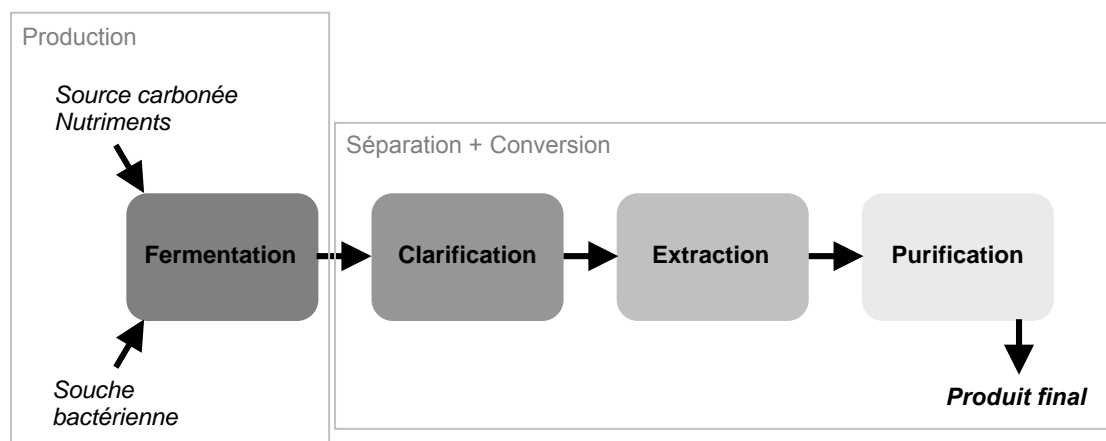 Production
Source carbonée
Nutriments
Séparation + Conversion
Fermentation
Clarification
Extraction
Purification
Souche
bactérienne
Produit final